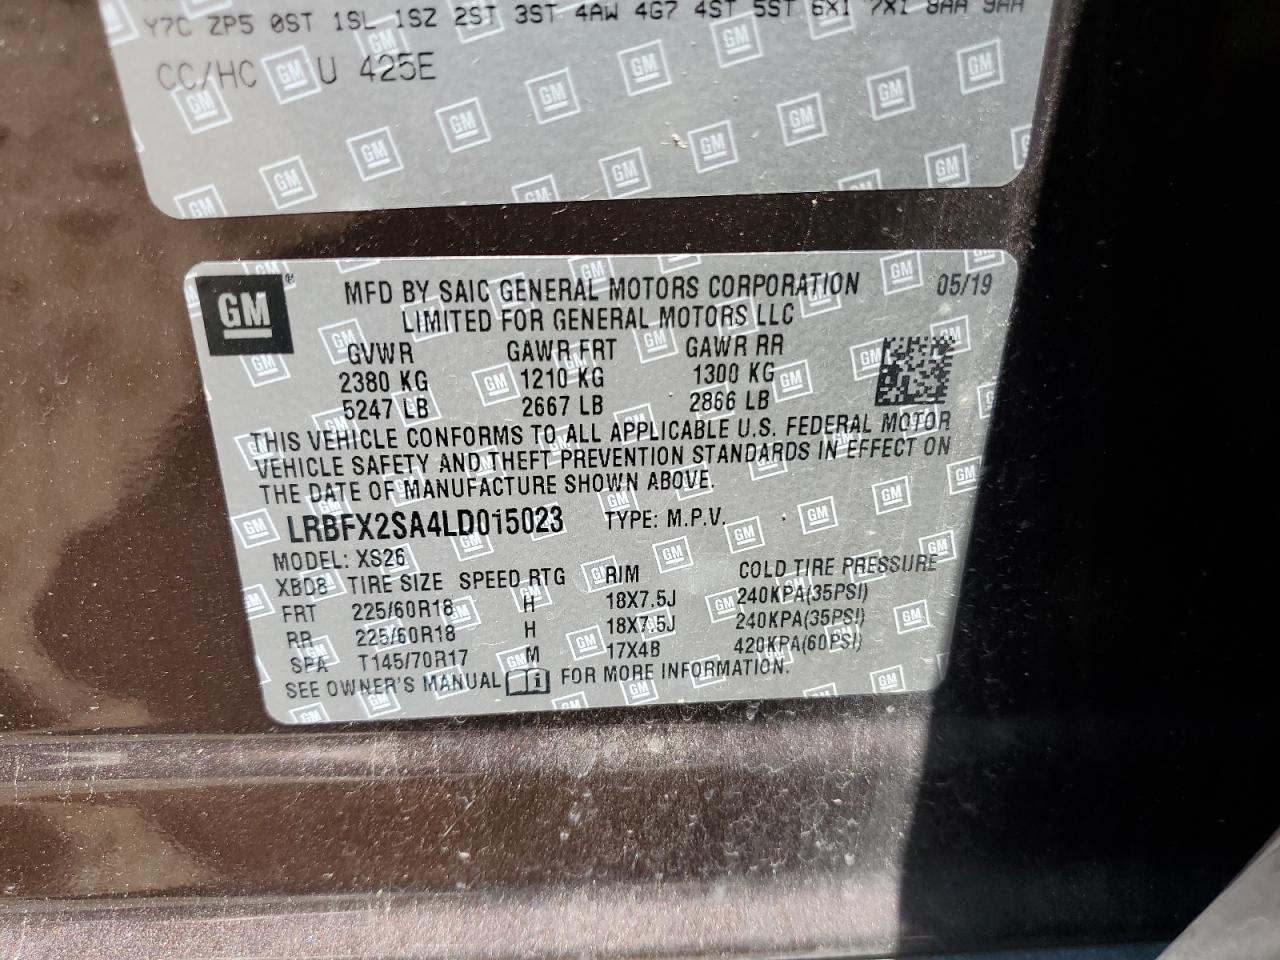 Y7C ZP5 0ST 1SL 1SZ 2ST 3ST 4AW 4G7 4ST 5ST 6X1 7X1 8AA 9AA
CC/HC U 425E
GM
MFD BY SAIC GENERAL MOTORS CORPORATION 05/19
LIMITED FOR GENERAL MOTORS LLC
GVWR GAWR FRT GAWR RR
2380 KG 1210 KG 1300 KG
5247 LB 2667 LB 2866 LB
THIS VEHICLE CONFORMS TO ALL APPLICABLE U.S. FEDERAL MOTOR
VEHICLE SAFETY AND THEFT PREVENTION STANDARDS IN EFFECT ON
THE DATE OF MANUFACTURE SHOWN ABOVE.
LRBFX2SA4LD015023 TYPE: M.P.V.
MODEL: XS26
XBD8 TIRE SIZE SPEED RTG RIM COLD TIRE PRESSURE
FRT 225/60R18 H 18X7.5J 240KPA(35PSI)
RR 225/60R18 H 18X7.5J 240KPA(35PSI)
SPA T145/70R17 M 17X4B 420KPA(60PSI)
SEE OWNER'S MANUAL FOR MORE INFORMATION.